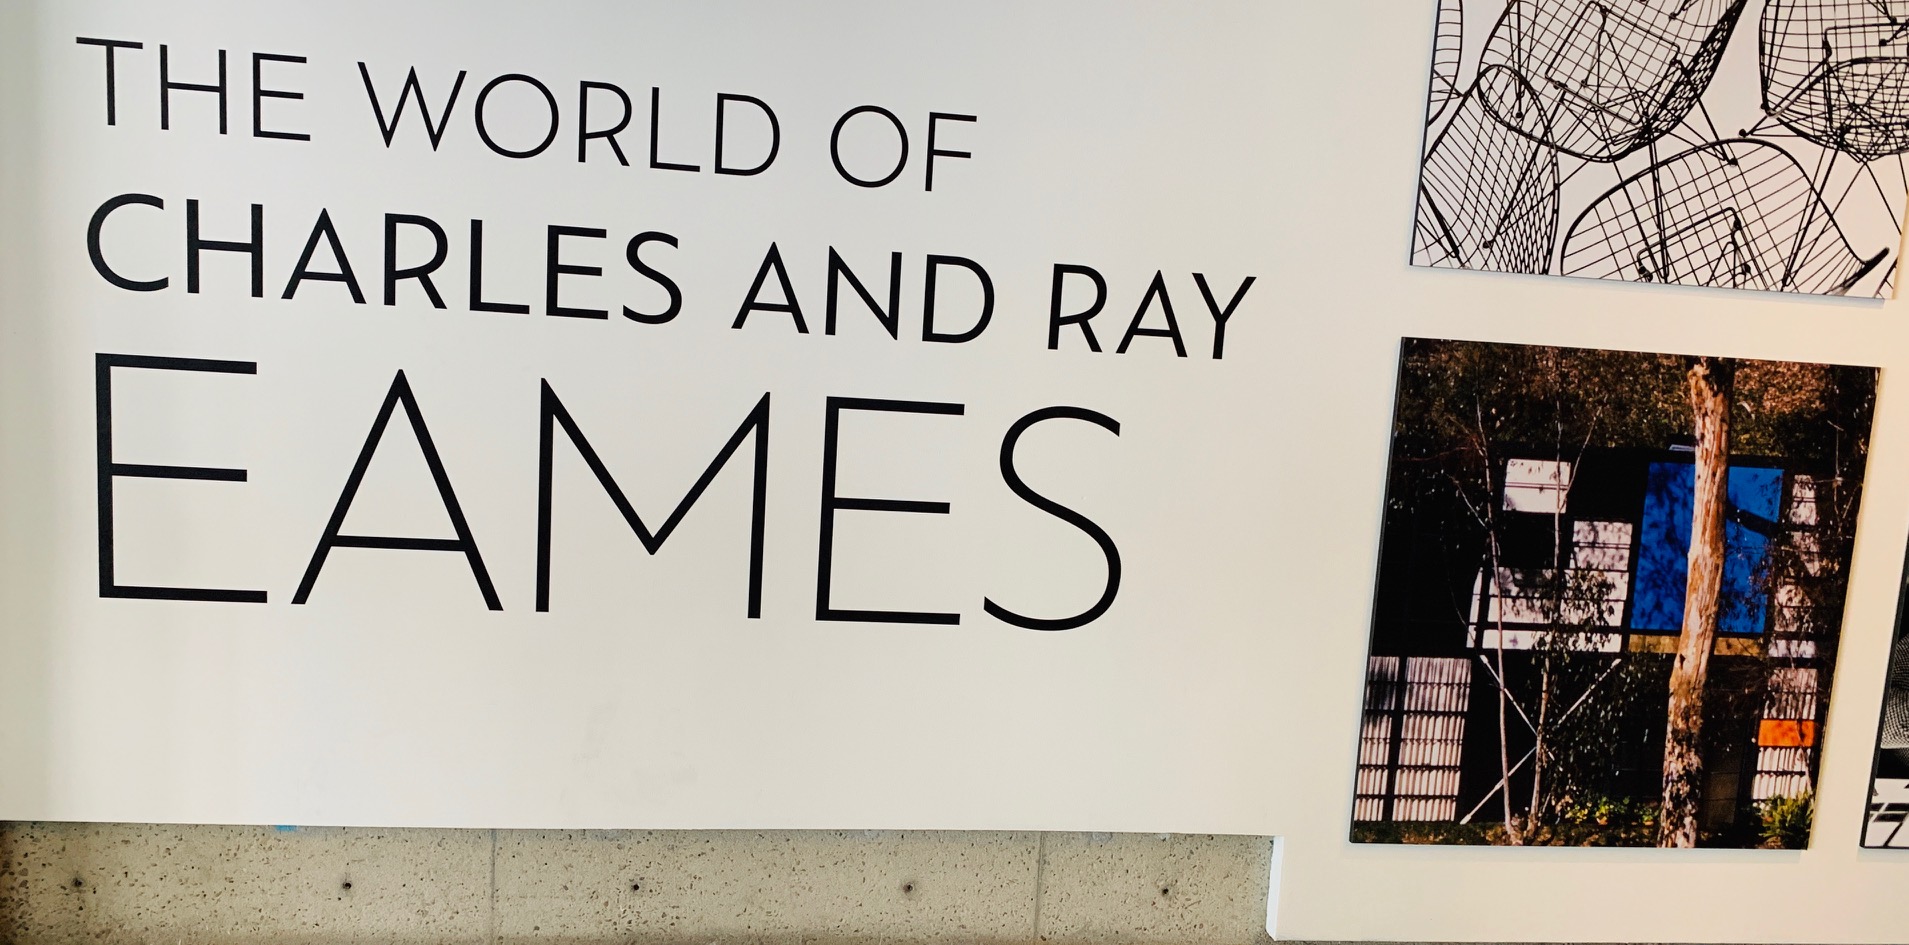 THE WORLD OF
CHARLES AND RAY
EAMES